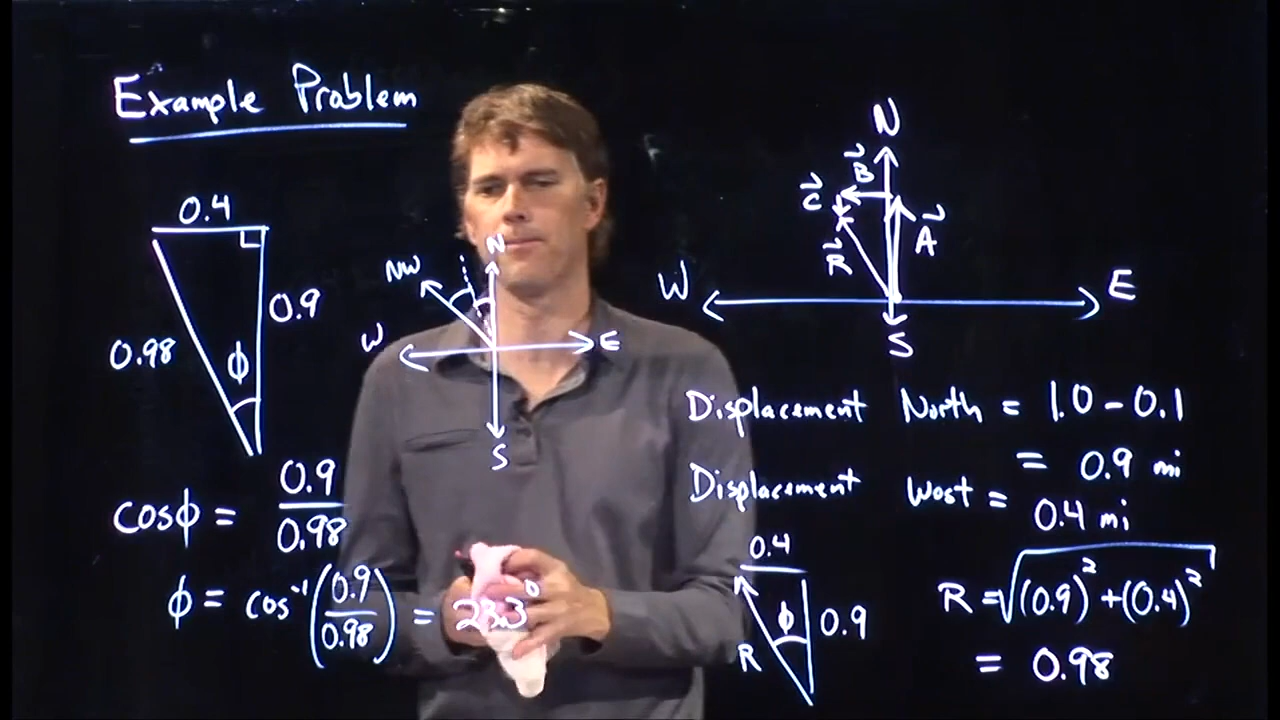 Example Problem
0.4
0.9
0.98
ϕ
cosϕ = 0.9/0.98
ϕ = cos⁻¹(0.9/0.98) = 23.3°
N
NW
W
E
S
N
B⃗
C⃗
A⃗
R⃗
W
E
S
Displacement North = 1.0 - 0.1
= 0.9 mi
Displacement West = 0.4 mi
0.4
ϕ
0.9
R
R = √(0.9)² + (0.4)²
= 0.98